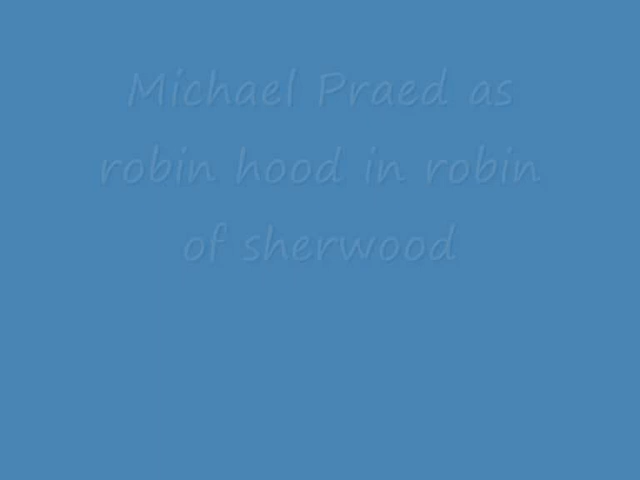 Michael Praed as
robin hood in robin
of sherwood